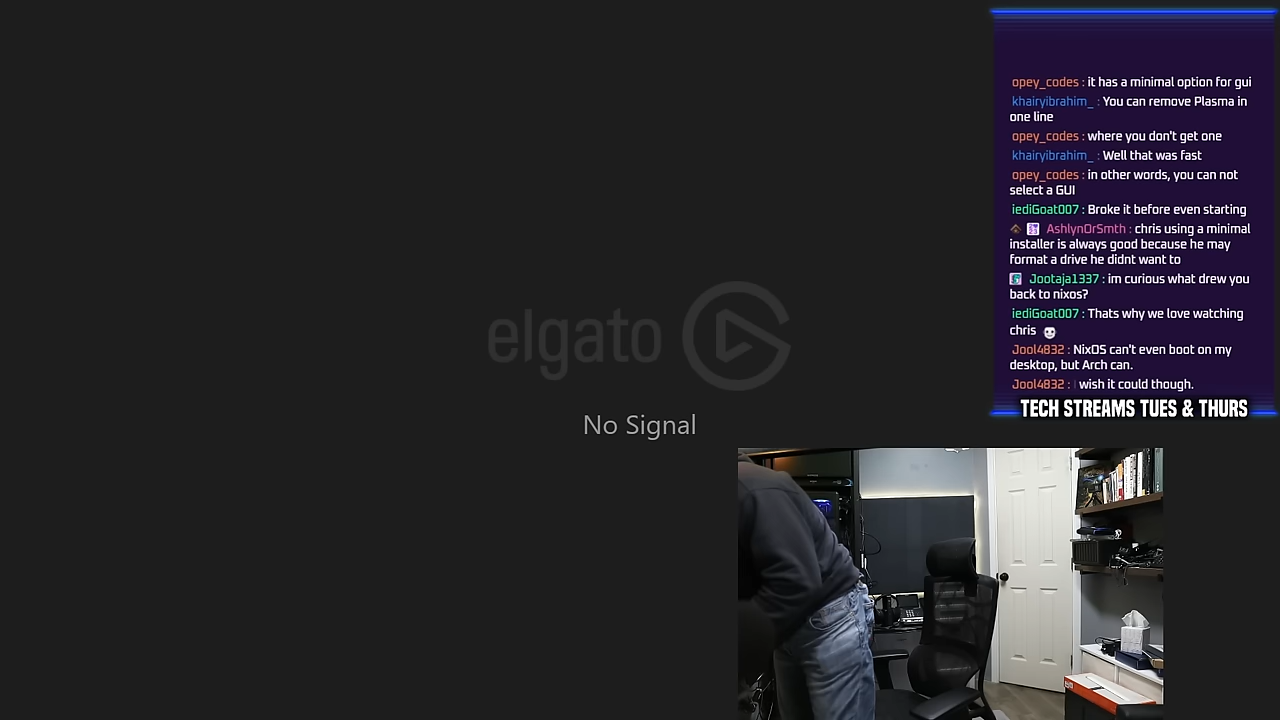 opey_codes : it has a minimal option for gui
khairyibrahim_ : You can remove Plasma in
one line
opey_codes : where you don't get one
khairyibrahim_ : Well that was fast
opey_codes : in other words, you can not
select a GUI
iediGoat007 : Broke it before even starting
AshlynOrSmth : chris using a minimal
installer is always good because he may
format a drive he didnt want to
Jootaja1337 : im curious what drew you
back to nixos?
iediGoat007 : Thats why we love watching
chris
Jool4832 : NixOS can't even boot on my
desktop, but Arch can.
Jool4832 : I wish it could though.
TECH STREAMS TUES & THURS
elgato
No Signal